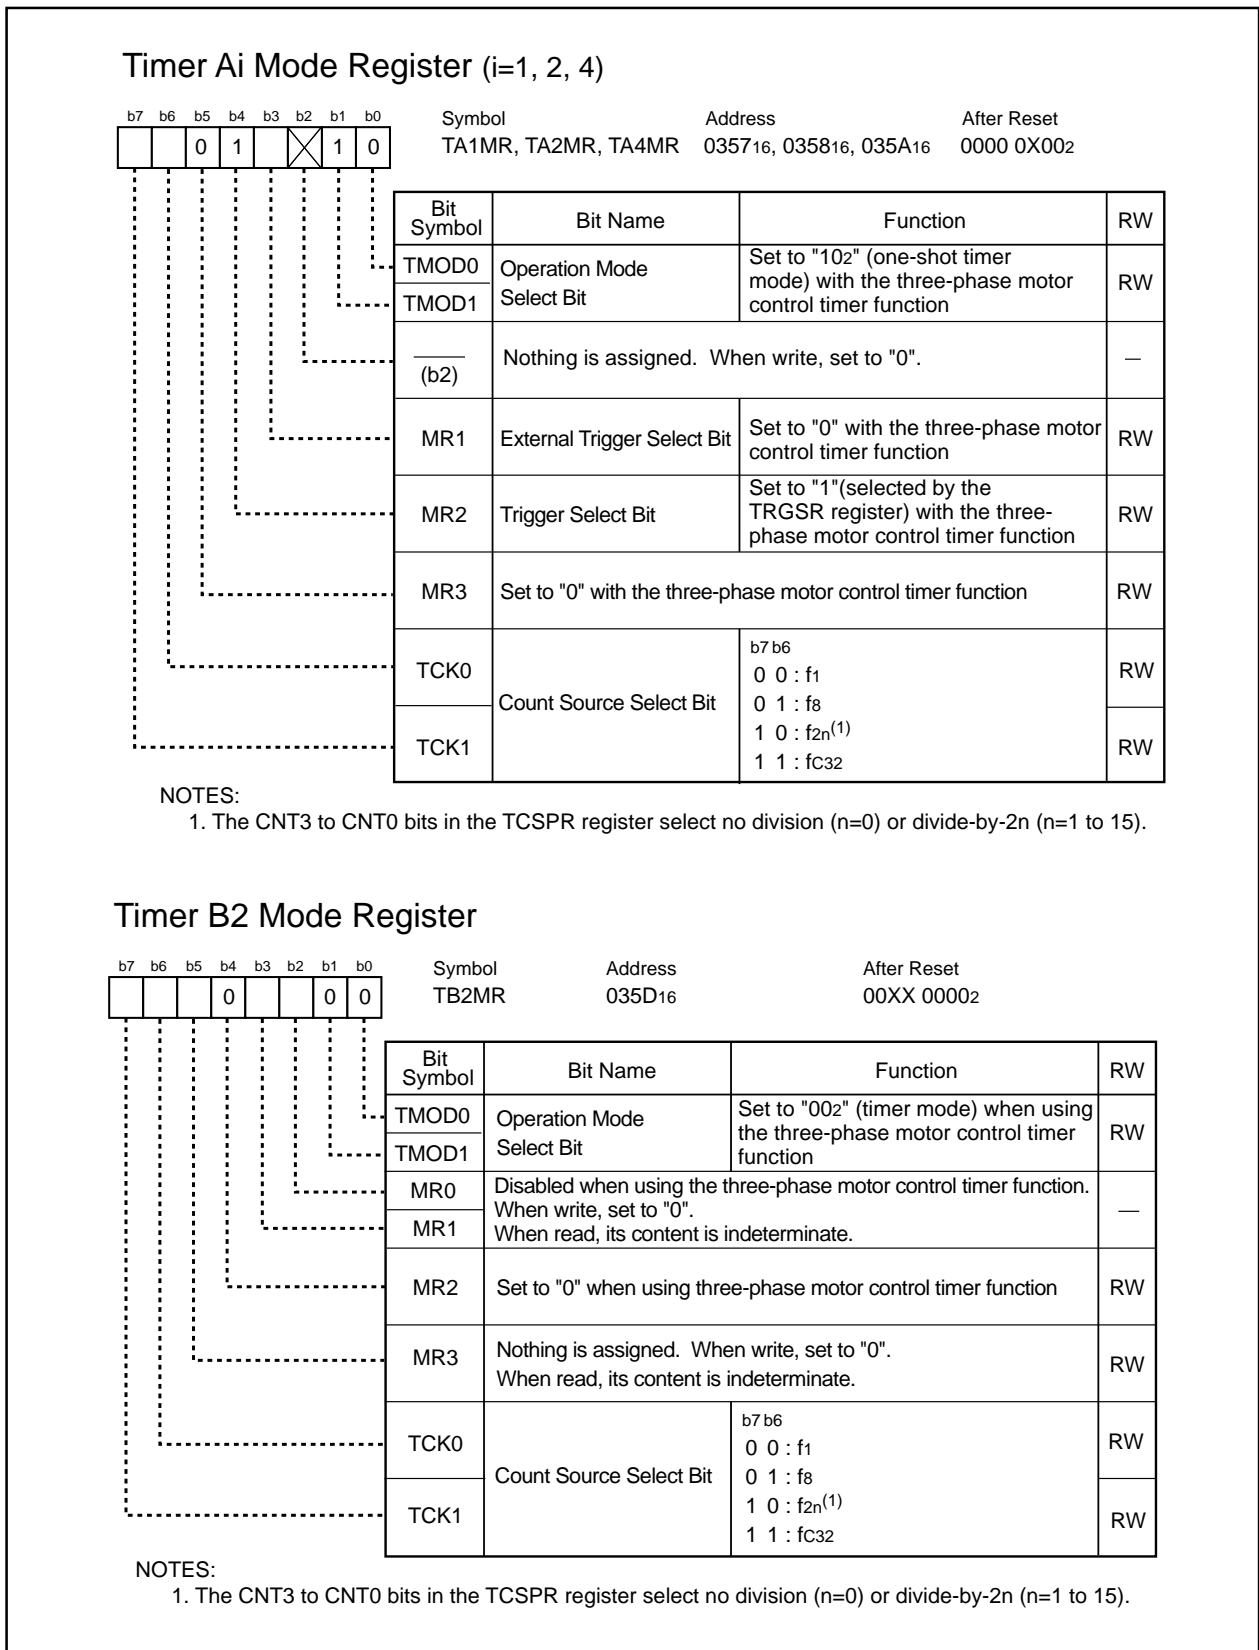 Timer Ai Mode Register (i=1, 2, 4)
b7 b6 b5 b4 b3 b2 b1 b0
0 1 1 0
Symbol Address After Reset
TA1MR, TA2MR, TA4MR 035716, 035816, 035A16 0000 0X002
Bit Symbol Bit Name Function RW
TMOD0
TMOD1
Operation Mode
Select Bit
Set to "102" (one-shot timer
mode) with the three-phase motor
control timer function
RW
(b2)
Nothing is assigned. When write, set to "0".
—
MR1
External Trigger Select Bit
Set to "0" with the three-phase motor
control timer function
RW
MR2
Trigger Select Bit
Set to "1"(selected by the
TRGSR register) with the three-
phase motor control timer function
RW
MR3
Set to "0" with the three-phase motor control timer function
RW
TCK0
TCK1
Count Source Select Bit
b7 b6
0 0 : f1
0 1 : f8
1 0 : f2n(1)
1 1 : fC32
RW
RW
NOTES:
1. The CNT3 to CNT0 bits in the TCSPR register select no division (n=0) or divide-by-2n (n=1 to 15).
Timer B2 Mode Register
b7 b6 b5 b4 b3 b2 b1 b0
0 0 0
Symbol Address After Reset
TB2MR 035D16 00XX 00002
Bit Symbol Bit Name Function RW
TMOD0
TMOD1
Operation Mode
Select Bit
Set to "002" (timer mode) when using
the three-phase motor control timer
function
RW
MR0
MR1
Disabled when using the three-phase motor control timer function.
When write, set to "0".
When read, its content is indeterminate.
—
MR2
Set to "0" when using three-phase motor control timer function
RW
MR3
Nothing is assigned. When write, set to "0".
When read, its content is indeterminate.
RW
TCK0
TCK1
Count Source Select Bit
b7 b6
0 0 : f1
0 1 : f8
1 0 : f2n(1)
1 1 : fC32
RW
RW
NOTES:
1. The CNT3 to CNT0 bits in the TCSPR register select no division (n=0) or divide-by-2n (n=1 to 15).